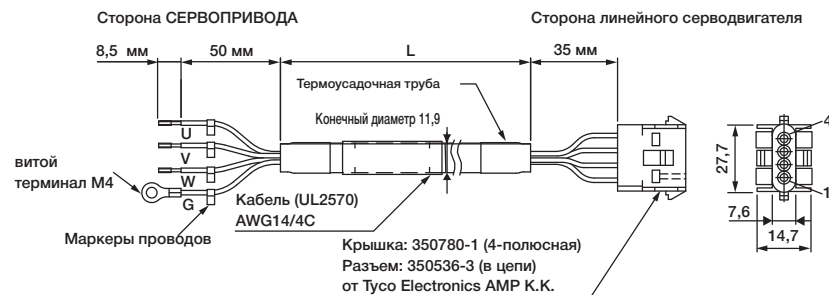 Сторона СЕРВОПРИВОДА
Сторона линейного серводвигателя
8,5 мм
50 мм
L
35 мм
Термоусадочная труба
Конечный диаметр 11,9
U
V
W
G
витой
терминал М4
Маркеры проводов
Кабель (UL2570)
AWG14/4C
Крышка: 350780-1 (4-полюсная)
Разъем: 350536-3 (в цепи)
от Tyco Electronics AMP K.K.
27,7
7,6
14,7
4
1